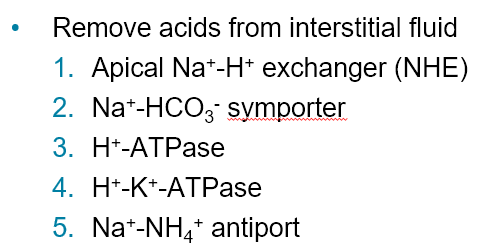 • Remove acids from interstitial fluid
1. Apical Na⁺-H⁺ exchanger (NHE)
2. Na⁺-HCO₃⁻ symporter
3. H⁺-ATPase
4. H⁺-K⁺-ATPase
5. Na⁺-NH₄⁺ antiport